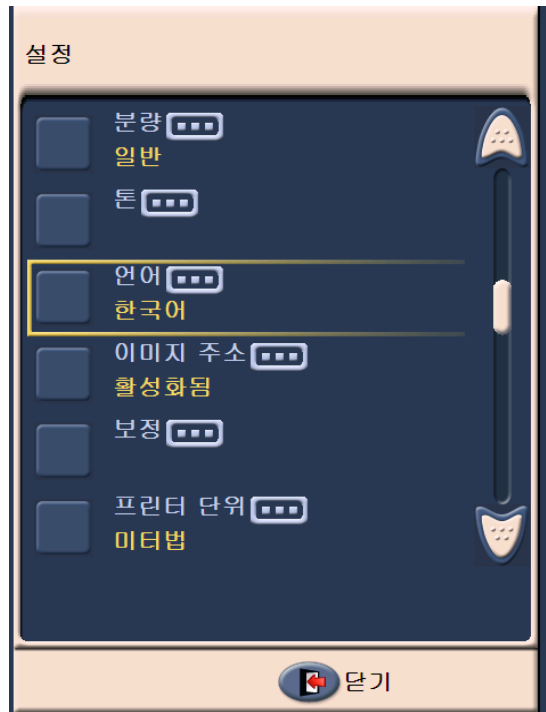 설정
분량
일반
톤
언어
한국어
이미지 주소
활성화됨
보정
프린터 단위
미터법
닫기